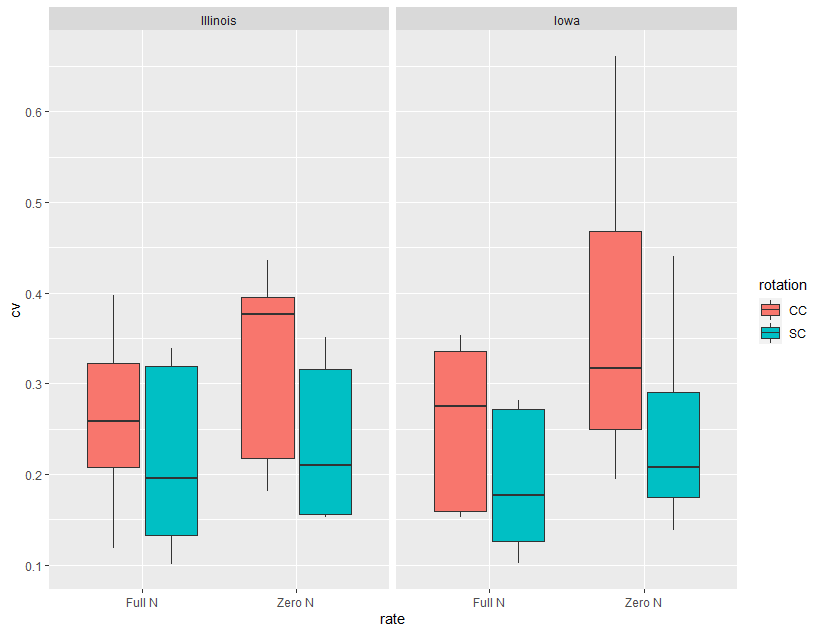 Illinois
Iowa
cv
0.6
0.5
0.4
0.3
0.2
0.1
Full N
Zero N
Full N
Zero N
rate
rotation
CC
SC